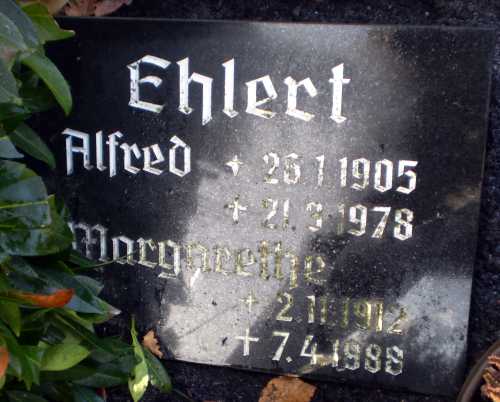 Ehlert
Alfred * 26.1.1905
† 21.3.1978
Margarethe
* 2.11.1912
† 7.4.1988